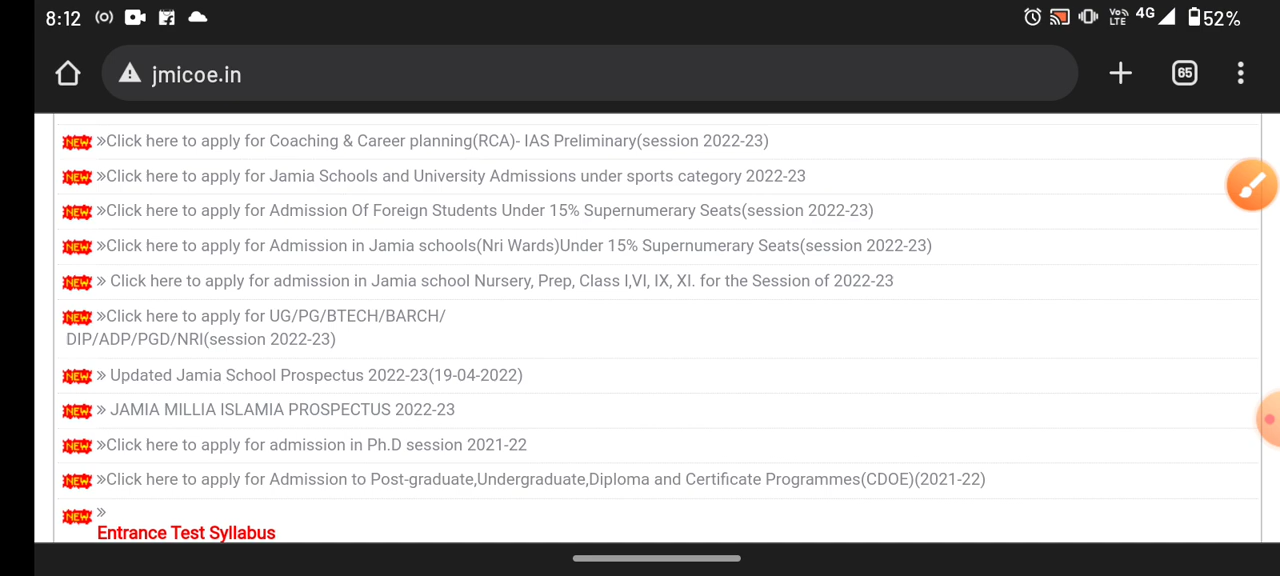 8:12
Vo))
LTE
4G
52%
jmicoe.in
65
NEW »Click here to apply for Coaching & Career planning(RCA)- IAS Preliminary(session 2022-23)
NEW »Click here to apply for Jamia Schools and University Admissions under sports category 2022-23
NEW »Click here to apply for Admission Of Foreign Students Under 15% Supernumerary Seats(session 2022-23)
NEW »Click here to apply for Admission in Jamia schools(Nri Wards)Under 15% Supernumerary Seats(session 2022-23)
NEW » Click here to apply for admission in Jamia school Nursery, Prep, Class I,VI, IX, XI. for the Session of 2022-23
NEW »Click here to apply for UG/PG/BTECH/BARCH/
DIP/ADP/PGD/NRI(session 2022-23)
NEW » Updated Jamia School Prospectus 2022-23(19-04-2022)
NEW » JAMIA MILLIA ISLAMIA PROSPECTUS 2022-23
NEW »Click here to apply for admission in Ph.D session 2021-22
NEW »Click here to apply for Admission to Post-graduate,Undergraduate,Diploma and Certificate Programmes(CDOE)(2021-22)
NEW »
Entrance Test Syllabus